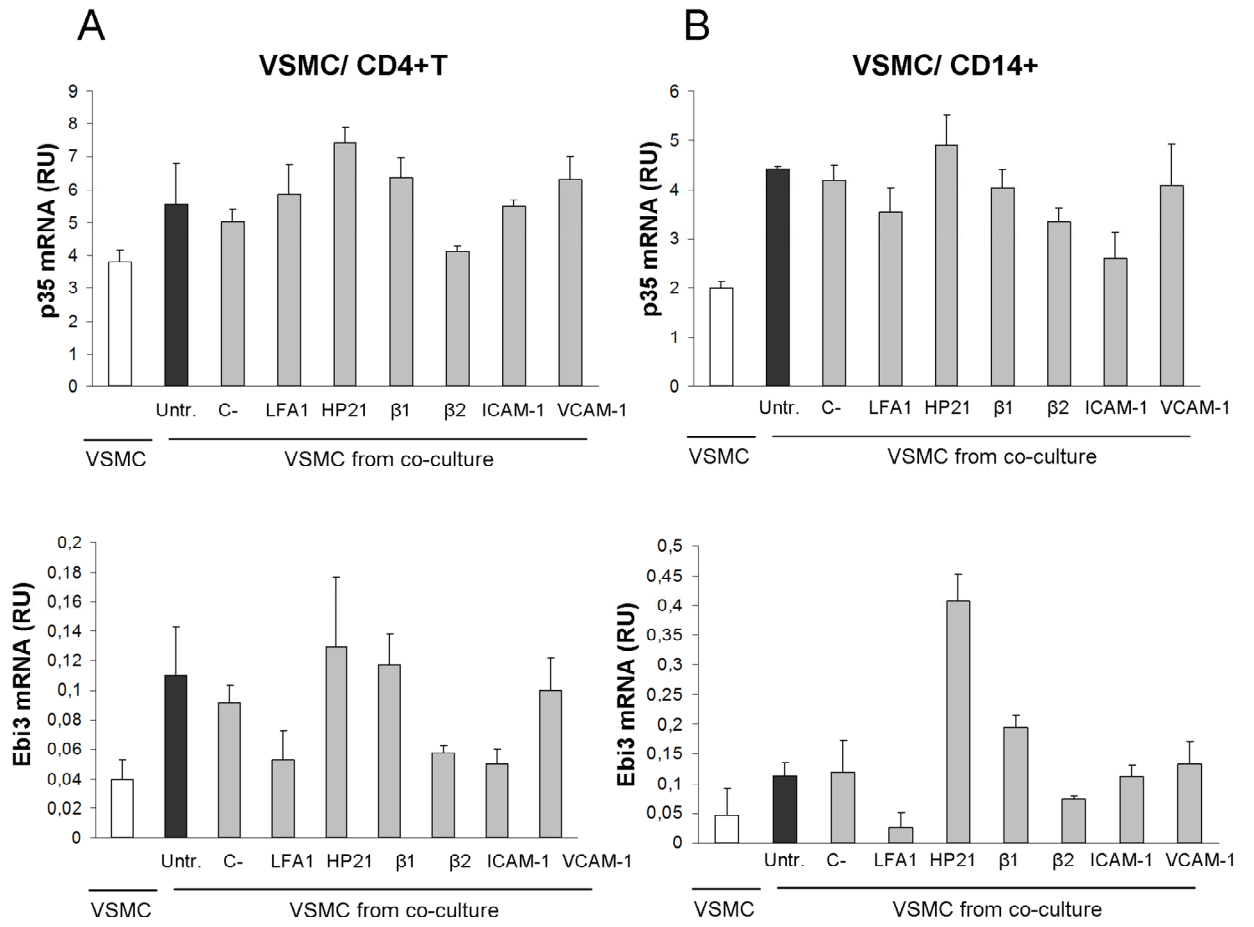 A
VSMC/ CD4+T
p35 mRNA (RU)
9
8
7
6
5
4
3
2
1
0
Untr. C- LFA1 HP21 β1 β2 ICAM-1 VCAM-1
VSMC VSMC from co-culture
B
VSMC/ CD14+
p35 mRNA (RU)
6
5
4
3
2
1
0
Untr. C- LFA1 HP21 β1 β2 ICAM-1 VCAM-1
VSMC VSMC from co-culture
Ebi3 mRNA (RU)
0,2
0,18
0,16
0,14
0,12
0,1
0,08
0,06
0,04
0,02
0
Untr. C- LFA1 HP21 β1 β2 ICAM-1 VCAM-1
VSMC VSMC from co-culture
Ebi3 mRNA (RU)
0,5
0,45
0,4
0,35
0,3
0,25
0,2
0,15
0,1
0,05
0
Untr. C- LFA1 HP21 β1 β2 ICAM-1 VCAM-1
VSMC VSMC from co-culture